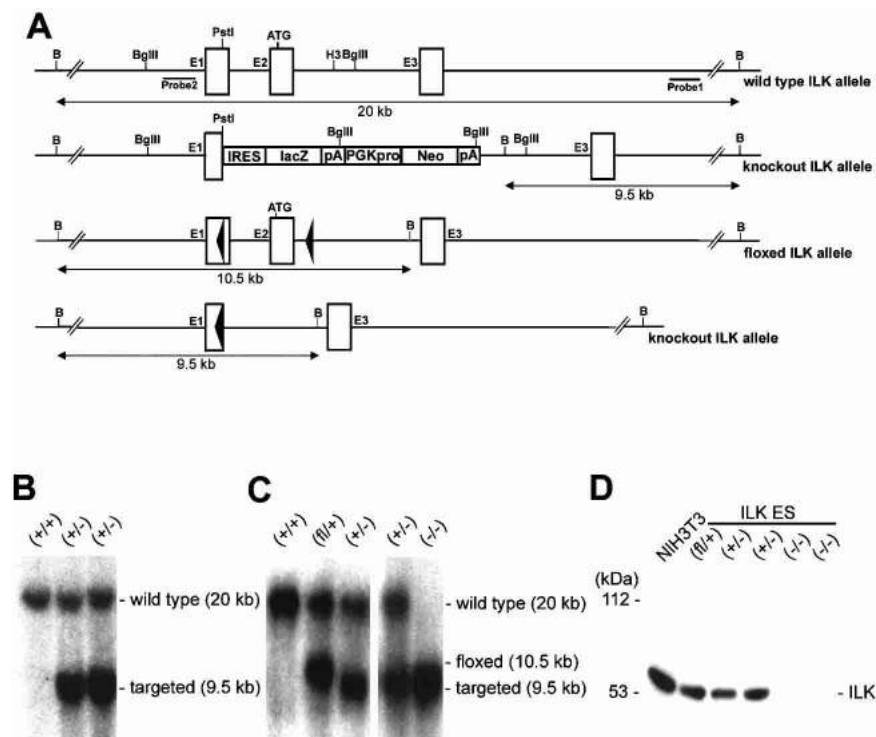 A
PstI
ATG
B BglII E1 E2 H3 BglII E3 B
Probe2 Probe1 wild type ILK allele
20 kb
PstI
B BglII E1 BglII BglII B BglII E3 B
IRES lacZ pA PGKpro Neo pA
knockout ILK allele
9.5 kb
ATG
B E1 E2 B E3 B
floxed ILK allele
10.5 kb
B E1 B E3 B
knockout ILK allele
9.5 kb
B
(+/+) (+/-) (+/-)
- wild type (20 kb)
- targeted (9.5 kb)
C
(+/+) (fl/+) (+/-) (+/-) (-/-)
- wild type (20 kb)
- floxed (10.5 kb)
- targeted (9.5 kb)
D
ILK ES
NIH3T3 (fl/+) (+/-) (+/-) (-/-) (-/-)
(kDa)
112 -
53 - - ILK